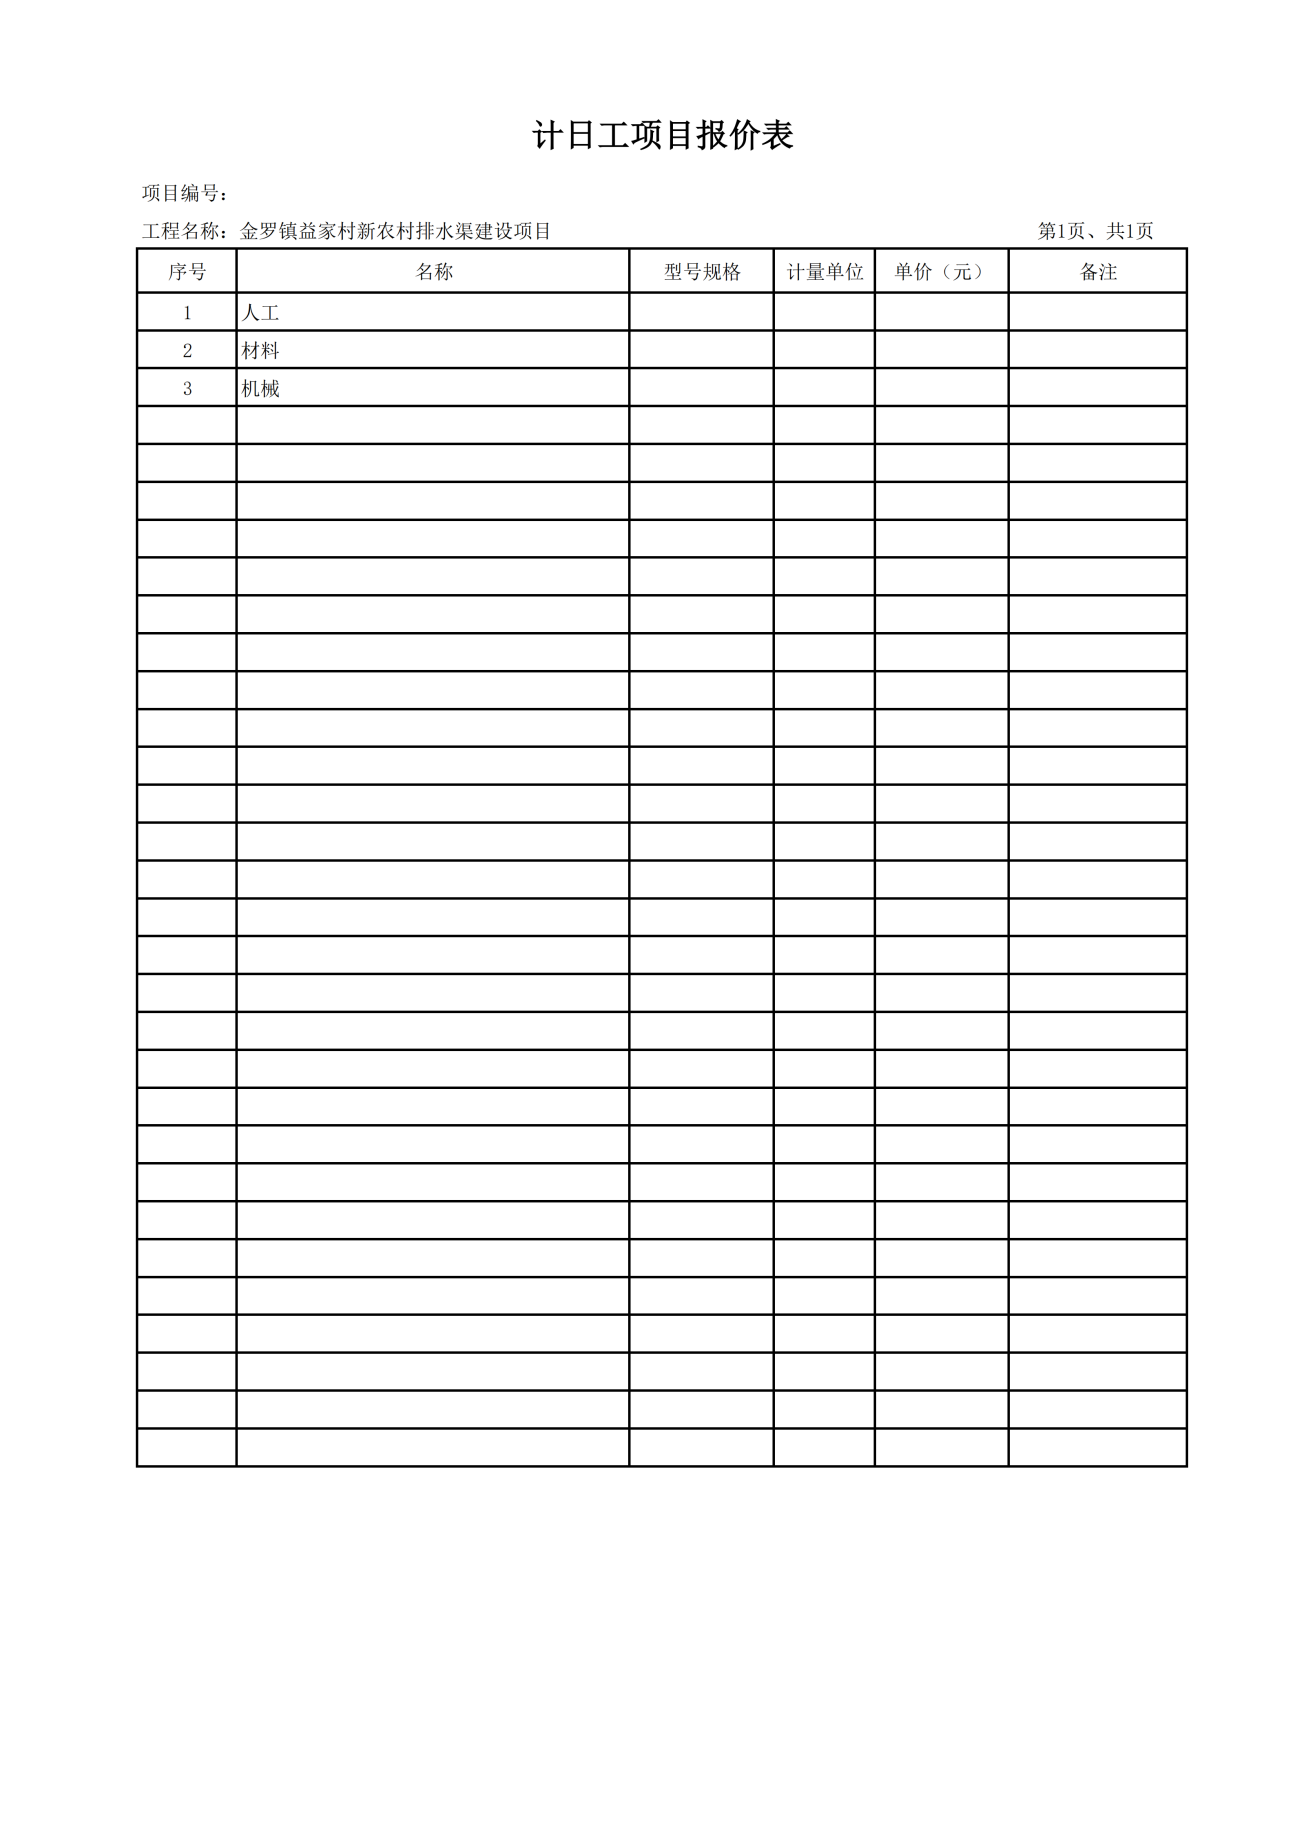 计日工项目报价表
项目编号：
工程名称：金罗镇益家村新农村排水渠建设项目 第1页、共1页
序号 名称 型号规格 计量单位 单价（元） 备注
1 人工
2 材料
3 机械